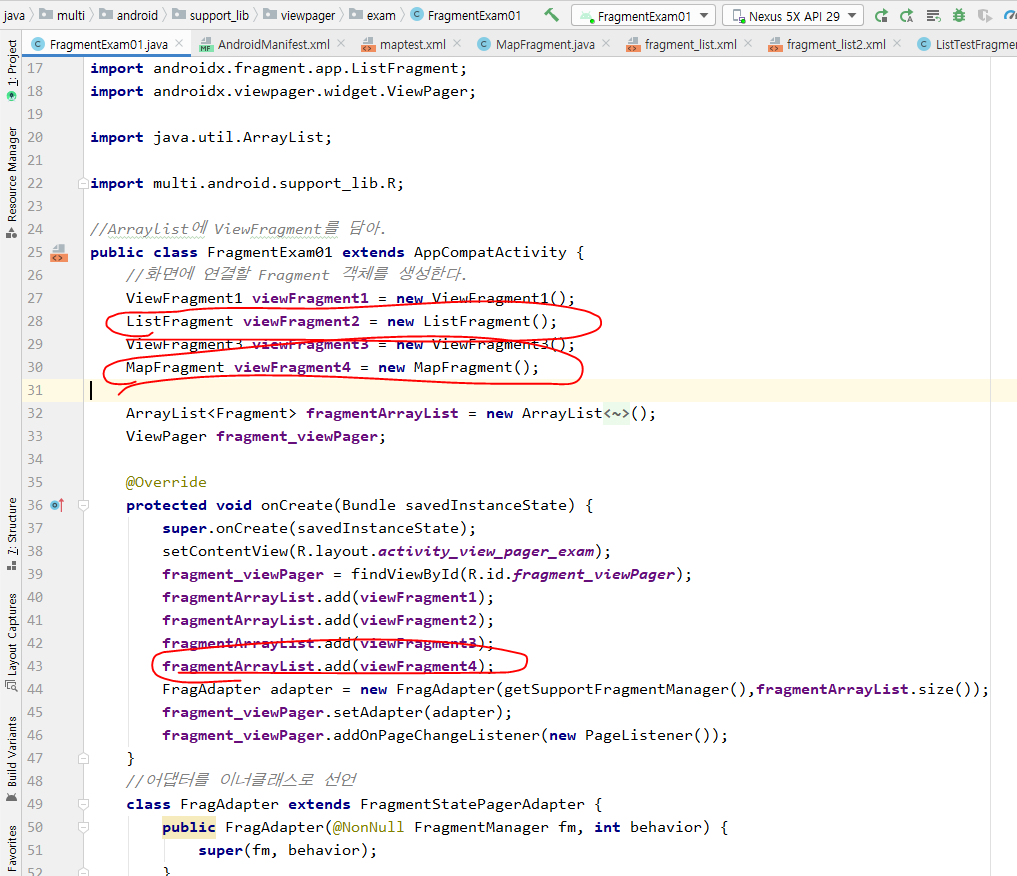 java multi android support_lib viewpager exam FragmentExam01 FragmentExam01 Nexus 5X API 29
FragmentExam01.java AndroidManifest.xml maptest.xml MapFragment.java fragment_list.xml fragment_list2.xml ListTestFragme
1: Project
Resource Manager
7: Structure
Layout Captures
Build Variants
Favorites
17 import androidx.fragment.app.ListFragment;
18 import androidx.viewpager.widget.ViewPager;
19
20 import java.util.ArrayList;
21
22 import multi.android.support_lib.R;
23
24 //Arraylist에 ViewFragment를 담아.
25 public class FragmentExam01 extends AppCompatActivity {
26 //화면에 연결할 Fragment 객체를 생성한다.
27 ViewFragment1 viewFragment1 = new ViewFragment1();
28 ListFragment viewFragment2 = new ListFragment();
29 ViewFragment3 viewFragment3 = new ViewFragment3();
30 MapFragment viewFragment4 = new MapFragment();
31
32 ArrayList<Fragment> fragmentArrayList = new ArrayList<~>();
33 ViewPager fragment_viewPager;
34
35 @Override
36 protected void onCreate(Bundle savedInstanceState) {
37 super.onCreate(savedInstanceState);
38 setContentView(R.layout.activity_view_pager_exam);
39 fragment_viewPager = findViewById(R.id.fragment_viewPager);
40 fragmentArrayList.add(viewFragment1);
41 fragmentArrayList.add(viewFragment2);
42 fragmentArrayList.add(viewFragment3);
43 fragmentArrayList.add(viewFragment4);
44 FragAdapter adapter = new FragAdapter(getSupportFragmentManager(),fragmentArrayList.size());
45 fragment_viewPager.setAdapter(adapter);
46 fragment_viewPager.addOnPageChangeListener(new PageListener());
47 }
48 //어댑터를 이너클래스로 선언
49 class FragAdapter extends FragmentStatePagerAdapter {
50 public FragAdapter(@NonNull FragmentManager fm, int behavior) {
51 super(fm, behavior);
52 }